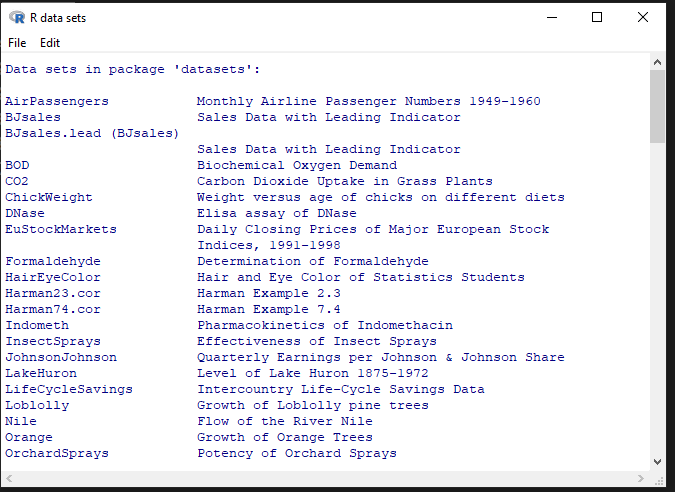 R data sets
File Edit
Data sets in package 'datasets':
AirPassengers Monthly Airline Passenger Numbers 1949-1960
BJsales Sales Data with Leading Indicator
BJsales.lead (BJsales)
Sales Data with Leading Indicator
BOD Biochemical Oxygen Demand
CO2 Carbon Dioxide Uptake in Grass Plants
ChickWeight Weight versus age of chicks on different diets
DNase Elisa assay of DNase
EuStockMarkets Daily Closing Prices of Major European Stock
Indices, 1991-1998
Formaldehyde Determination of Formaldehyde
HairEyeColor Hair and Eye Color of Statistics Students
Harman23.cor Harman Example 2.3
Harman74.cor Harman Example 7.4
Indometh Pharmacokinetics of Indomethacin
InsectSprays Effectiveness of Insect Sprays
JohnsonJohnson Quarterly Earnings per Johnson & Johnson Share
LakeHuron Level of Lake Huron 1875-1972
LifeCycleSavings Intercountry Life-Cycle Savings Data
Loblolly Growth of Loblolly pine trees
Nile Flow of the River Nile
Orange Growth of Orange Trees
OrchardSprays Potency of Orchard Sprays